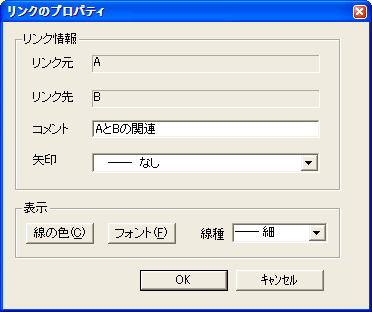 リンクのプロパティ
リンク情報
リンク元 A
リンク先 B
コメント AとBの関連
矢印 なし
表示
線の色(C) フォント(F) 線種 細
OK キャンセル